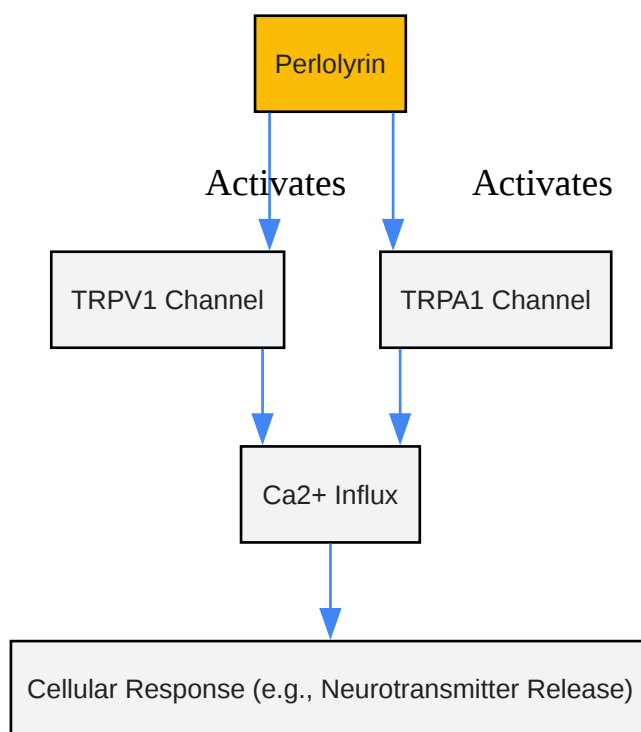 Perlolyrin
Activates
Activates
TRPV1 Channel
TRPA1 Channel
Ca2+ Influx
Cellular Response (e.g., Neurotransmitter Release)